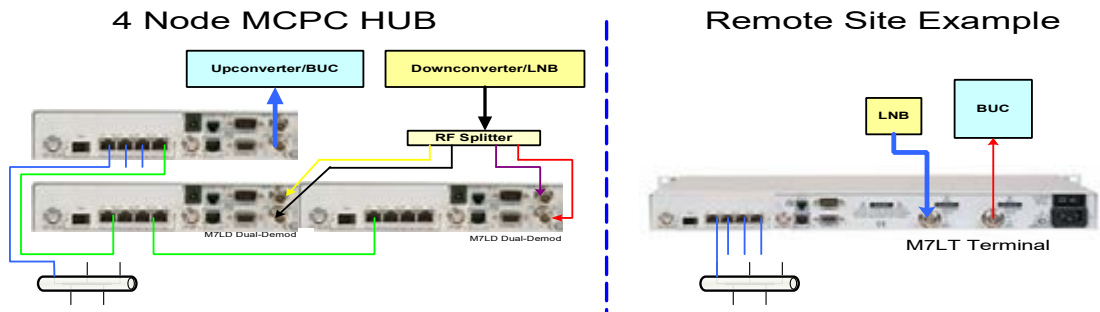 4 Node MCPC HUB
Remote Site Example
Upconverter/BUC
Downconverter/LNB
RF Splitter
LNB
BUC
M7LD Dual-Demod
M7LD Dual-Demod
M7LT Terminal